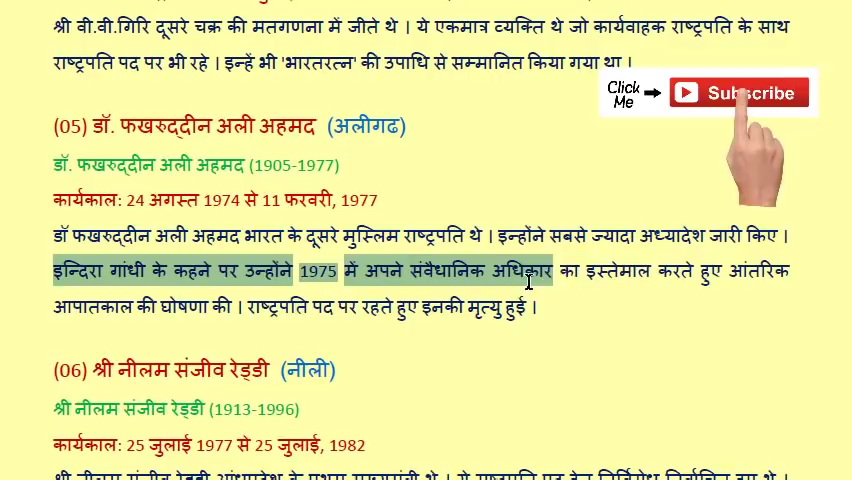 श्री वी.वी.गिरि दूसरे चक्र की मतगणना में जीते थे । ये एकमात्र व्यक्ति थे जो कार्यवाहक राष्ट्रपति के साथ
राष्ट्रपति पद पर भी रहे । इन्हें भी 'भारतरत्न' की उपाधि से सम्मानित किया गया था ।
Click Me
Subscribe
(05) डॉ. फखरुद्दीन अली अहमद (अलीगढ)
डॉ. फखरुद्दीन अली अहमद (1905-1977)
कार्यकाल: 24 अगस्त 1974 से 11 फरवरी, 1977
डॉ फखरुद्दीन अली अहमद भारत के दूसरे मुस्लिम राष्ट्रपति थे । इन्होंने सबसे ज्यादा अध्यादेश जारी किए ।
इन्दिरा गांधी के कहने पर उन्होंने 1975 में अपने संवैधानिक अधिकार का इस्तेमाल करते हुए आंतरिक
आपातकाल की घोषणा की । राष्ट्रपति पद पर रहते हुए इनकी मृत्यु हुई ।
(06) श्री नीलम संजीव रेड्डी (नीली)
श्री नीलम संजीव रेड्डी (1913-1996)
कार्यकाल: 25 जुलाई 1977 से 25 जुलाई, 1982